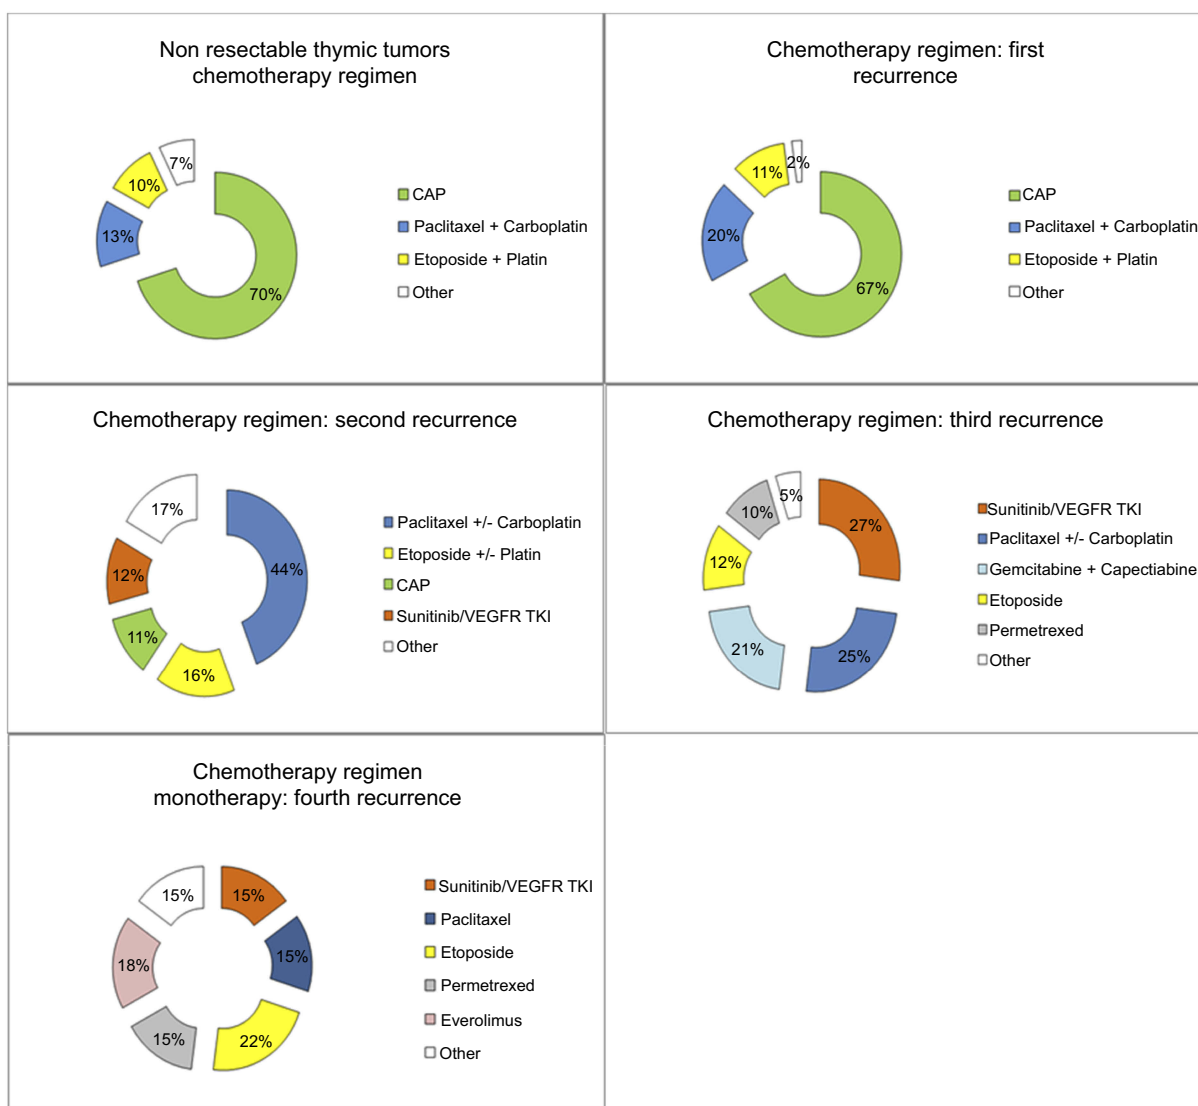 Non resectable thymic tumors
chemotherapy regimen
7%
10%
13%
70%
CAP
Paclitaxel + Carboplatin
Etoposide + Platin
Other
Chemotherapy regimen: first
recurrence
2%
11%
20%
67%
CAP
Paclitaxel + Carboplatin
Etoposide + Platin
Other
Chemotherapy regimen: second recurrence
17%
12%
44%
11%
16%
Paclitaxel +/- Carboplatin
Etoposide +/- Platin
CAP
Sunitinib/VEGFR TKI
Other
Chemotherapy regimen: third recurrence
5%
10%
27%
12%
21%
25%
Sunitinib/VEGFR TKI
Paclitaxel +/- Carboplatin
Gemcitabine + Capectiabine
Etoposide
Permetrexed
Other
Chemotherapy regimen
monotherapy: fourth recurrence
15%
15%
18%
15%
15%
22%
Sunitinib/VEGFR TKI
Paclitaxel
Etoposide
Permetrexed
Everolimus
Other